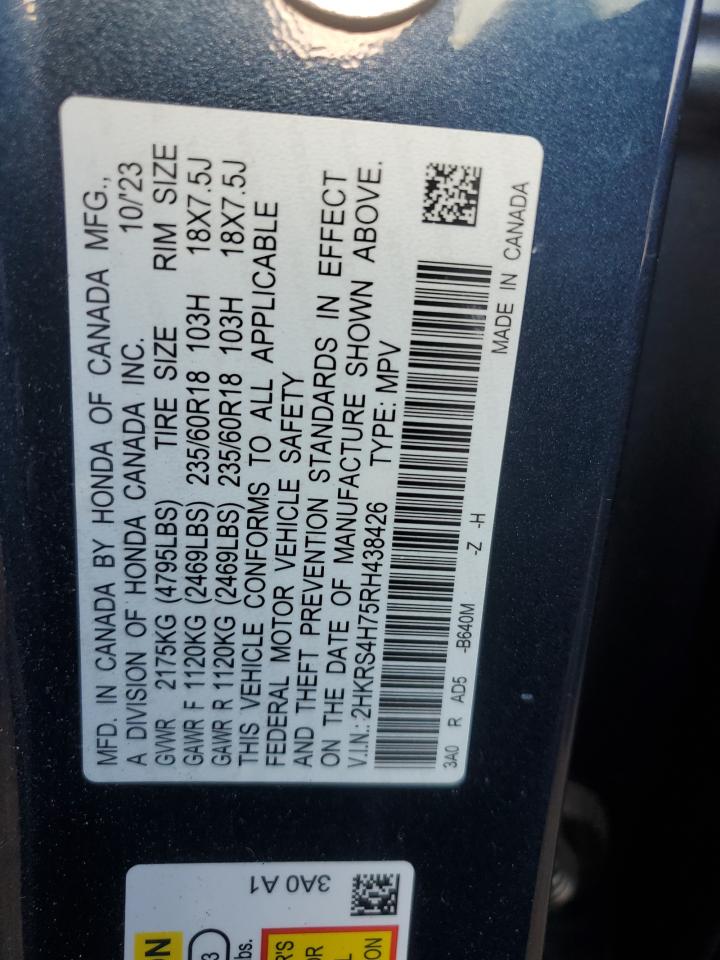 MFD. IN CANADA BY HONDA OF CANADA MFG.,
A DIVISION OF HONDA CANADA INC. 10/'23
GVWR 2175KG (4795LBS) TIRE SIZE RIM SIZE
GAWR F 1120KG (2469LBS) 235/60R18 103H 18X7.5J
GAWR R 1120KG (2469LBS) 235/60R18 103H 18X7.5J
THIS VEHICLE CONFORMS TO ALL APPLICABLE
FEDERAL MOTOR VEHICLE SAFETY
AND THEFT PREVENTION STANDARDS IN EFFECT
ON THE DATE OF MANUFACTURE SHOWN ABOVE.
V.I.N.: 2HKRS4H75RH438426 TYPE: MPV
3A0 R AD5 -B640M -Z -H
MADE IN CANADA
3A0 A1